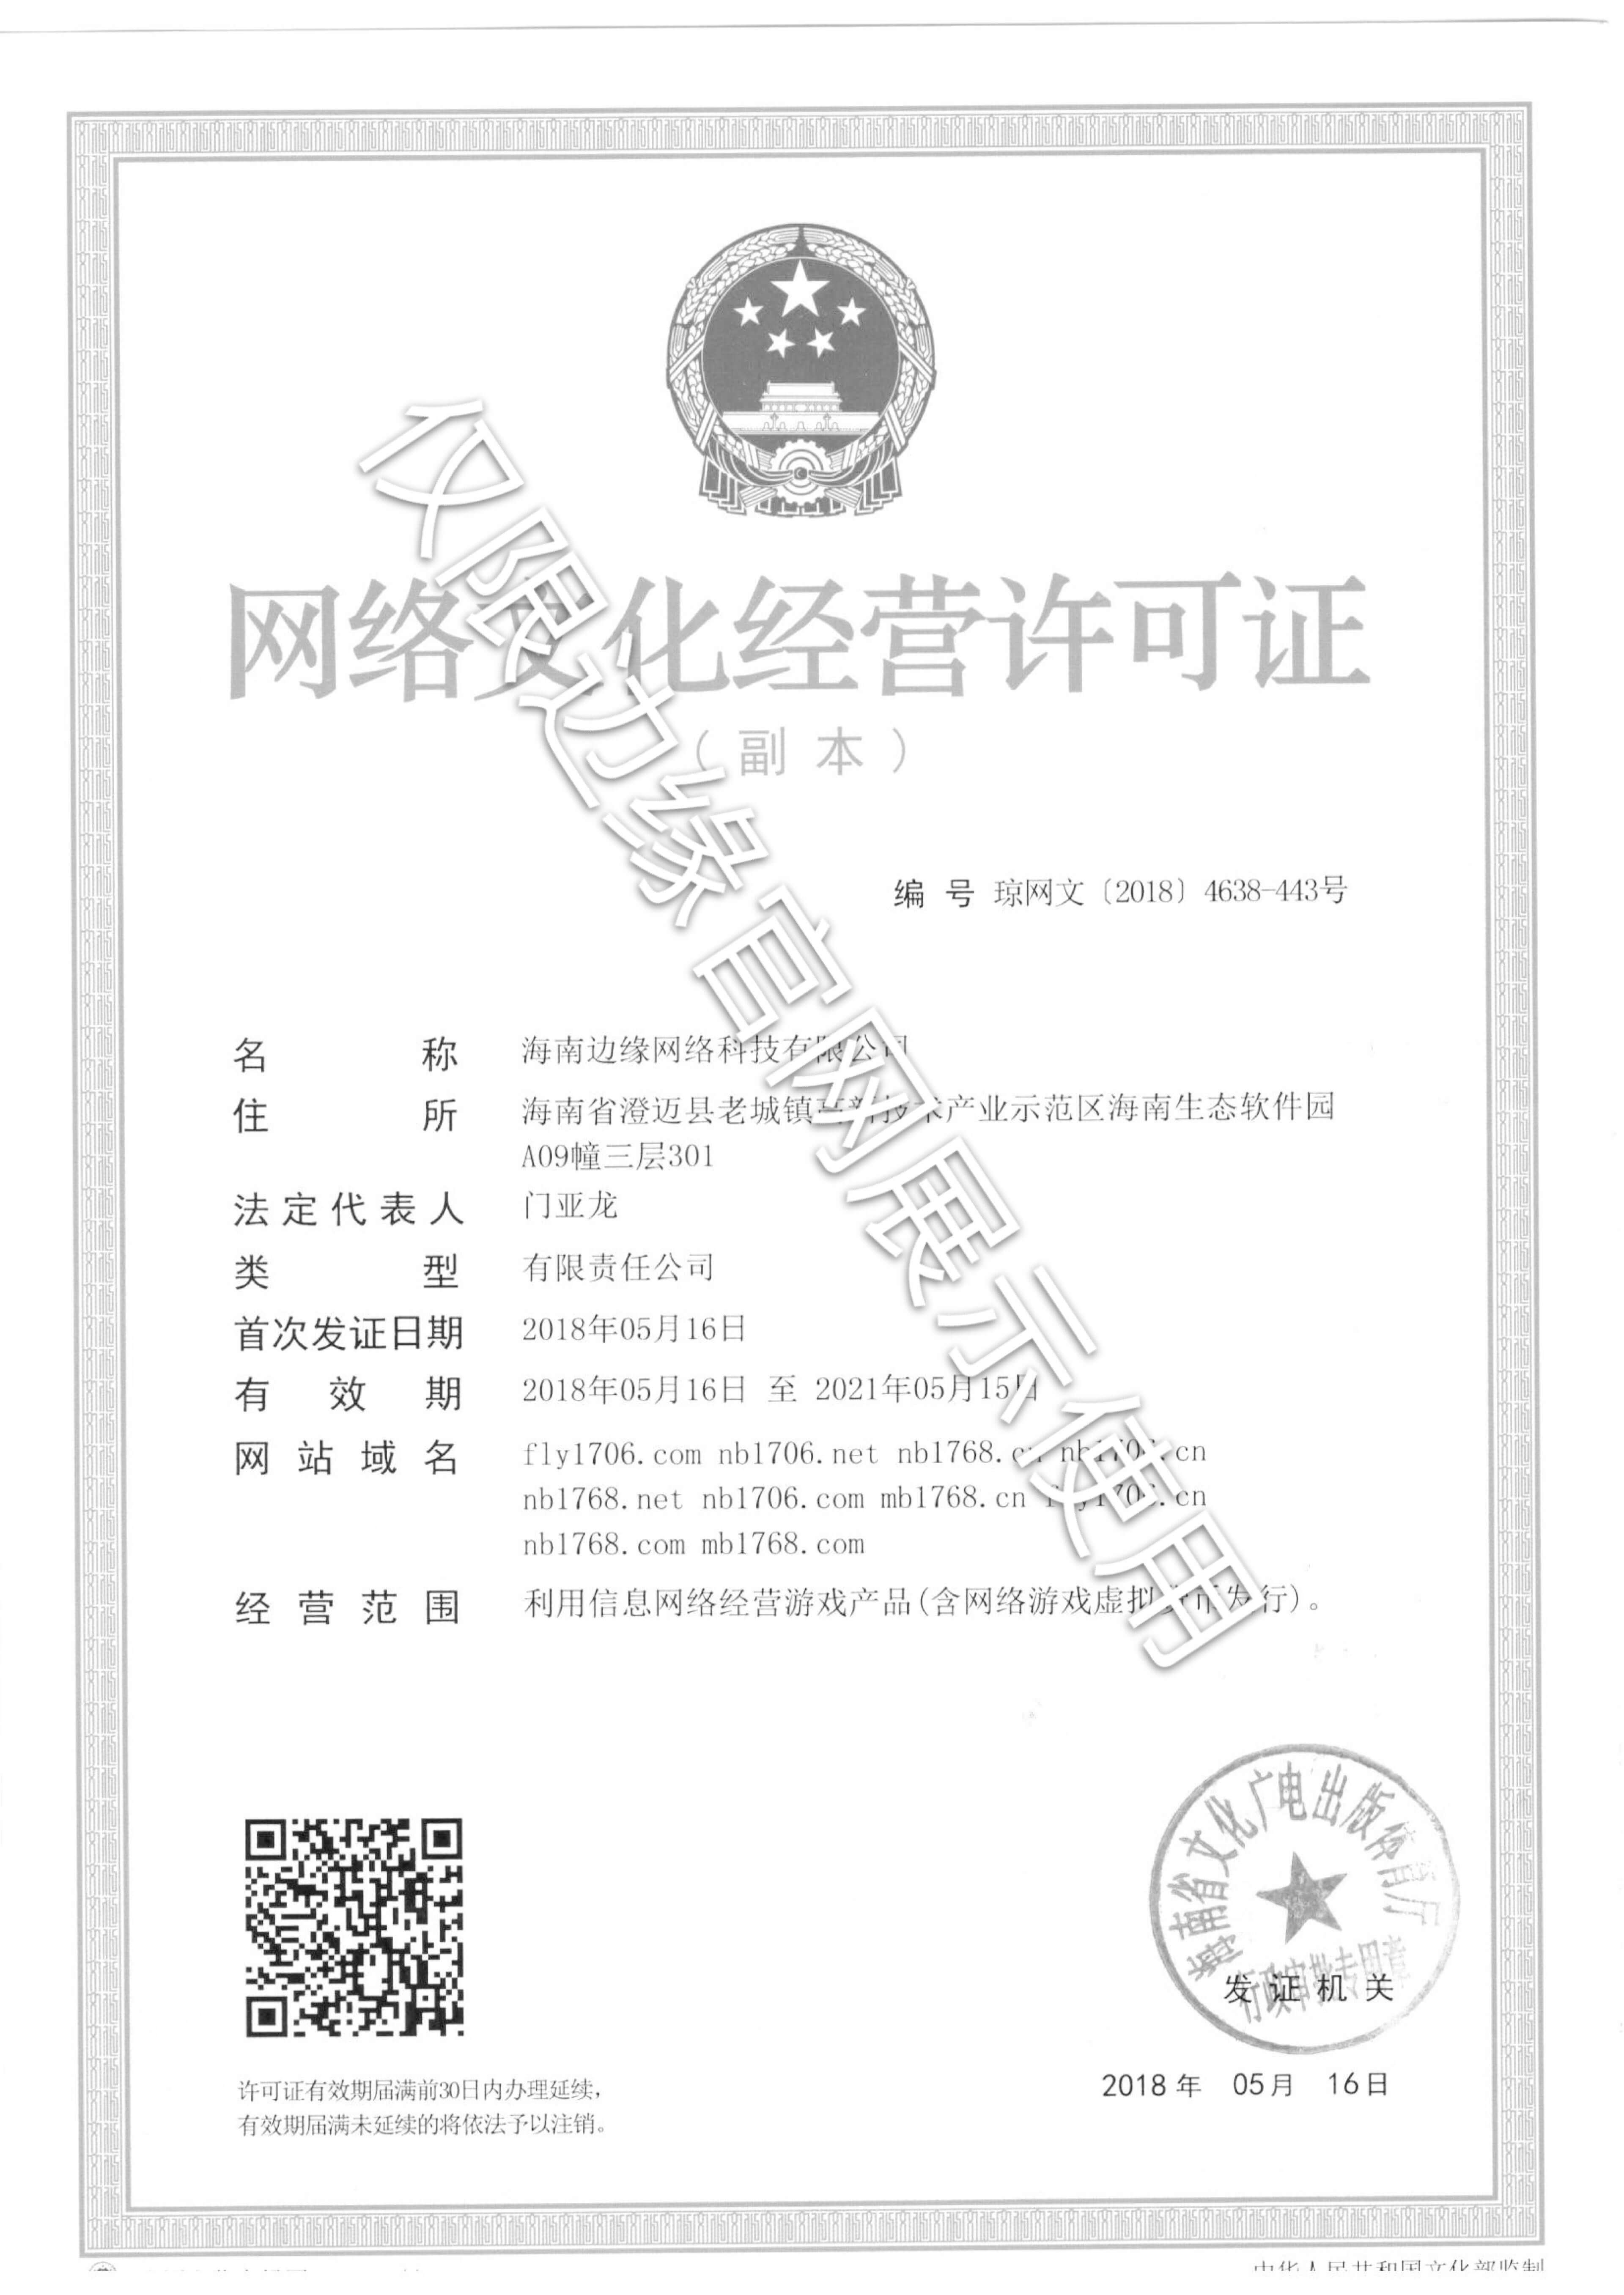 网络文化经营许可证
（副本）
编 号 琼网文〔2018〕4638-443号
名 称 海南边缘网络科技有限公司
住 所 海南省澄迈县老城镇高新技术产业示范区海南生态软件园
A09幢三层301
法定代表人 门亚龙
类 型 有限责任公司
首次发证日期 2018年05月16日
有 效 期 2018年05月16日 至 2021年05月15日
网 站 域 名 fly1706.com nb1706.net nb1768.cn nb1706.cn
nb1768.net nb1706.com mb1768.cn fly1706.cn
nb1768.com mb1768.com
经 营 范 围 利用信息网络经营游戏产品(含网络游戏虚拟货币发行)。
仅限边缘官网展示使用
海南省文化广电出版体育厅
行政审批专用章
发 证 机 关
2018 年 05月 16日
许可证有效期届满前30日内办理延续，
有效期届满未延续的将依法予以注销。
中华人民共和国文化部监制